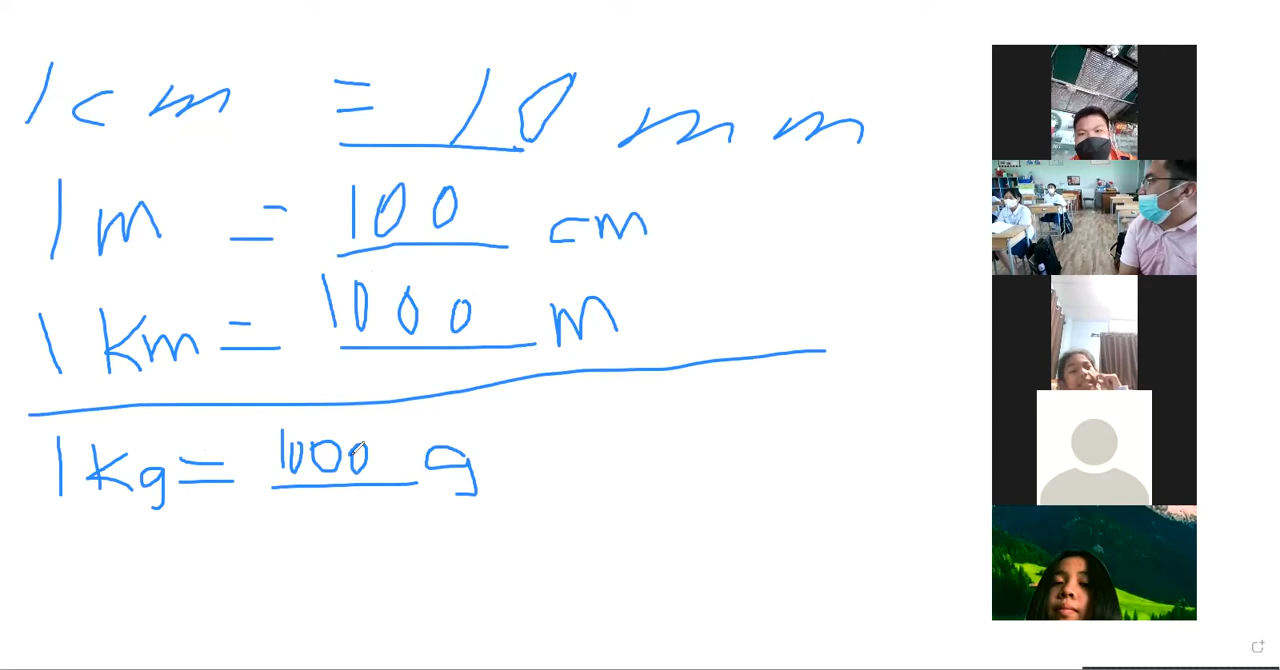 1 cm = 10 mm
1 m = 100 cm
1 Km = 1000 m
1 Kg = 1000 g